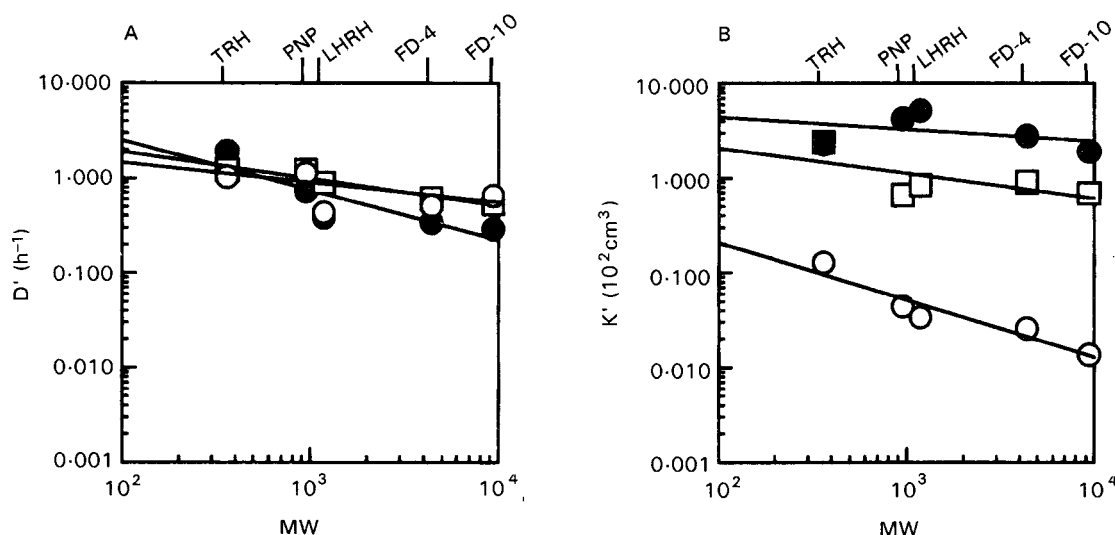 A
TRH
PNP
LHRH
FD-4
FD-10
10·000
1·000
0·100
0·010
0·001
D' (h⁻¹)
10²
10³
10⁴
MW
B
TRH
PNP
LHRH
FD-4
FD-10
10·000
1·000
0·100
0·010
0·001
K' (10²cm³)
10²
10³
10⁴
MW